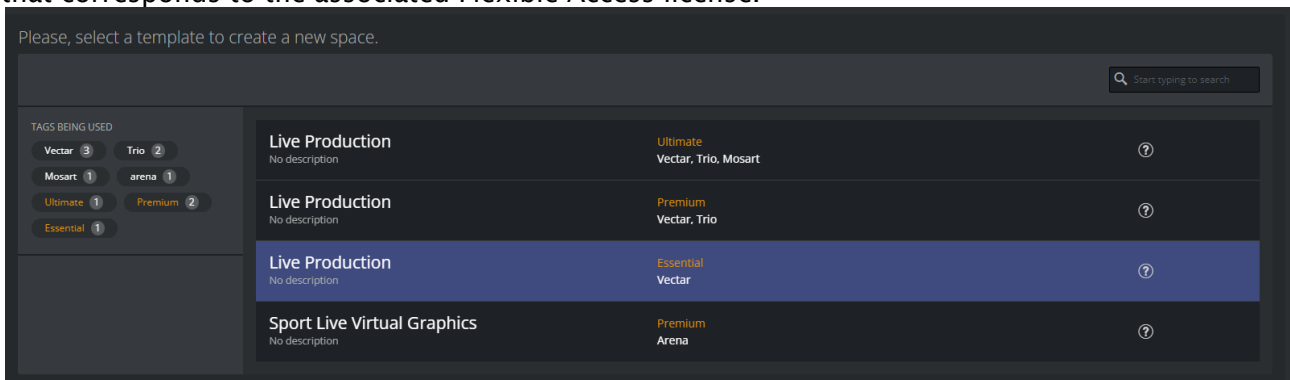 that corresponds to the associated Flexible Access license.
Please, select a template to create a new space.
Start typing to search
TAGS BEING USED
Vectar 3 Trio 2
Mosart 1 arena 1
Ultimate 1 Premium 2
Essential 1
Live Production Ultimate
No description Vectar, Trio, Mosart
Live Production Premium
No description Vectar, Trio
Live Production Essential
No description Vectar
Sport Live Virtual Graphics Premium
No description Arena